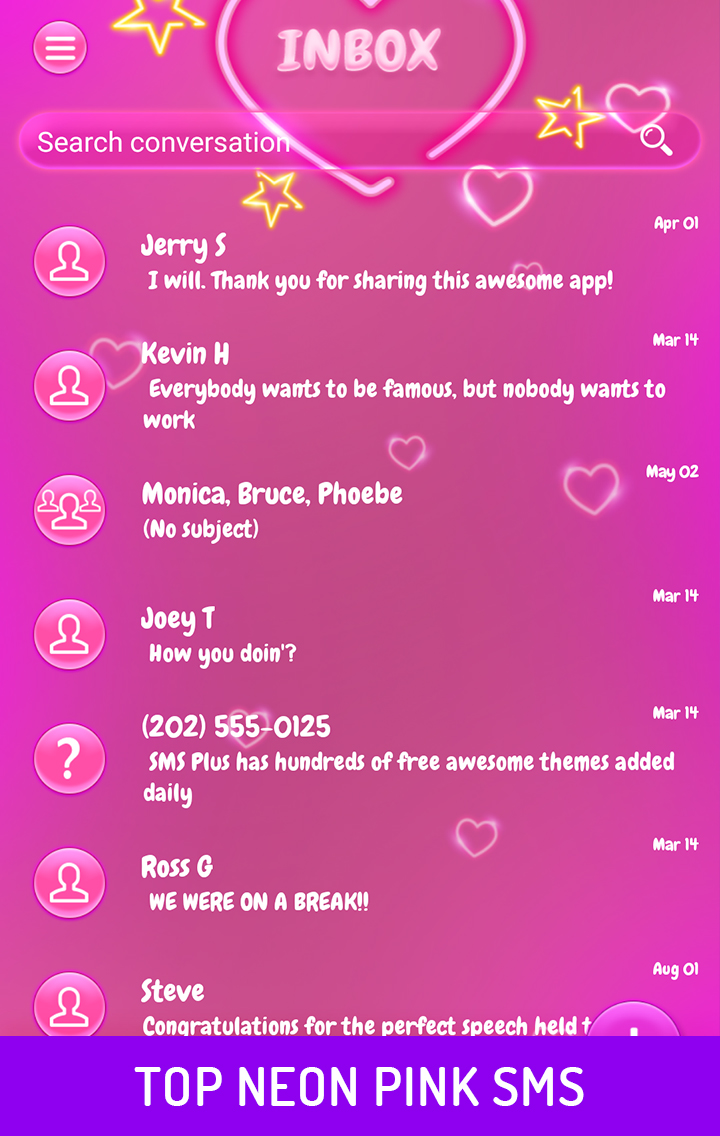 INBOX
Search conversation
Apr 01
Jerry S
I will. Thank you for sharing this awesome app!
Mar 14
Kevin H
Everybody wants to be famous, but nobody wants to
work
May 02
Monica, Bruce, Phoebe
(No subject)
Mar 14
Joey T
How you doin'?
Mar 14
(202) 555-0125
?
SMS Plus has hundreds of free awesome themes added
daily
Mar 14
Ross G
WE WERE ON A BREAK!!
Aug 01
Steve
Congratulations for the perfect speech held t
TOP NEON PINK SMS